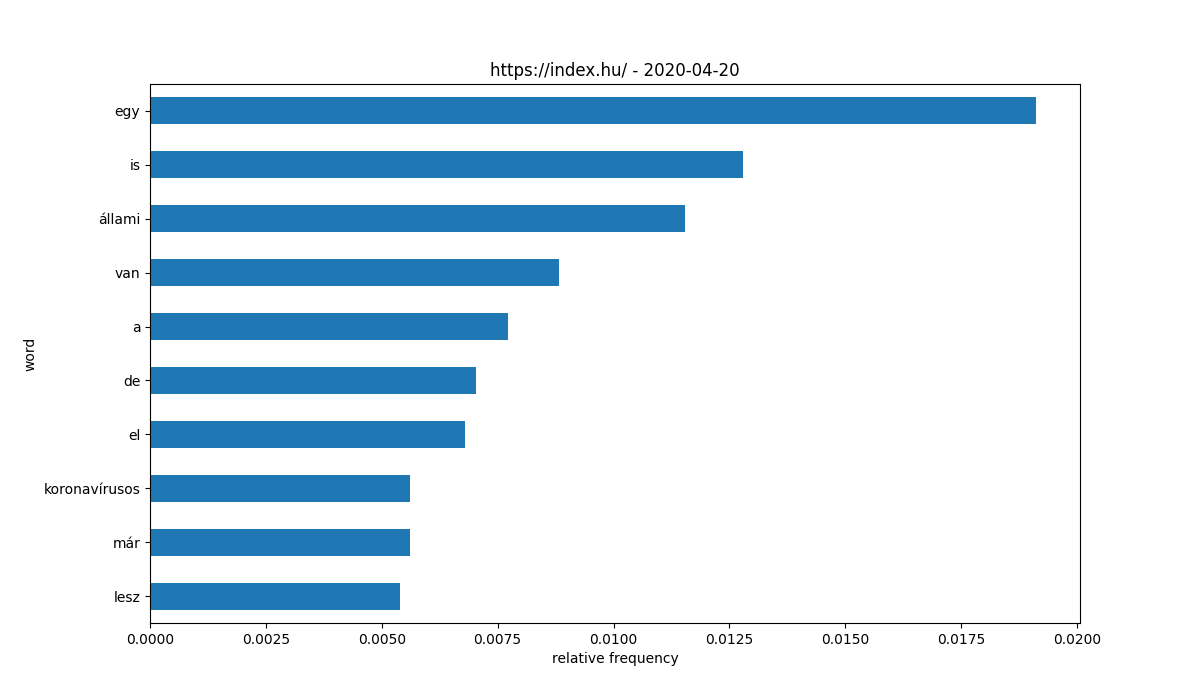 https://index.hu/ - 2020-04-20
egy
is
állami
van
a
de
el
koronavírusos
már
lesz
word
0.0000 0.0025 0.0050 0.0075 0.0100 0.0125 0.0150 0.0175 0.0200
relative frequency